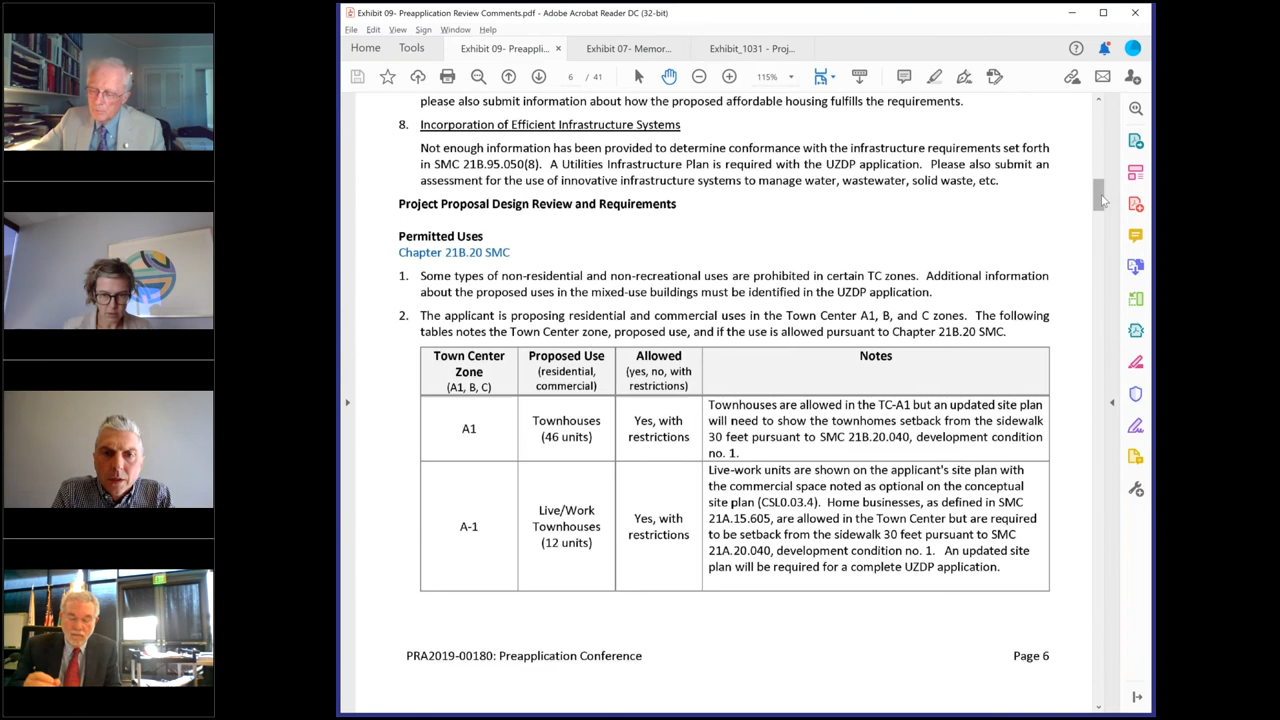 Exhibit 09- Preapplication Review Comments.pdf - Adobe Acrobat Reader DC (32-bit)
File Edit View Sign Window Help
Home Tools Exhibit 09- Preappli... × Exhibit 07- Memor... Exhibit_1031 - Proj...
6 / 41 115%
please also submit information about how the proposed affordable housing fulfills the requirements.
8. Incorporation of Efficient Infrastructure Systems
Not enough information has been provided to determine conformance with the infrastructure requirements set forth
in SMC 21B.95.050(8). A Utilities Infrastructure Plan is required with the UZDP application. Please also submit an
assessment for the use of innovative infrastructure systems to manage water, wastewater, solid waste, etc.
Project Proposal Design Review and Requirements
Permitted Uses
Chapter 21B.20 SMC
1. Some types of non-residential and non-recreational uses are prohibited in certain TC zones. Additional information
about the proposed uses in the mixed-use buildings must be identified in the UZDP application.
2. The applicant is proposing residential and commercial uses in the Town Center A1, B, and C zones. The following
tables notes the Town Center zone, proposed use, and if the use is allowed pursuant to Chapter 21B.20 SMC.
Town Center
Zone
(A1, B, C)
Proposed Use
(residential,
commercial)
Allowed
(yes, no, with
restrictions)
Notes
A1
Townhouses
(46 units)
Yes, with
restrictions
Townhouses are allowed in the TC-A1 but an updated site plan
will need to show the townhomes setback from the sidewalk
30 feet pursuant to SMC 21B.20.040, development condition
no. 1.
A-1
Live/Work
Townhouses
(12 units)
Yes, with
restrictions
Live-work units are shown on the applicant's site plan with
the commercial space noted as optional on the conceptual
site plan (CSL0.03.4). Home businesses, as defined in SMC
21A.15.605, are allowed in the Town Center but are required
to be setback from the sidewalk 30 feet pursuant to SMC
21A.20.040, development condition no. 1. An updated site
plan will be required for a complete UZDP application.
PRA2019-00180: Preapplication Conference Page 6